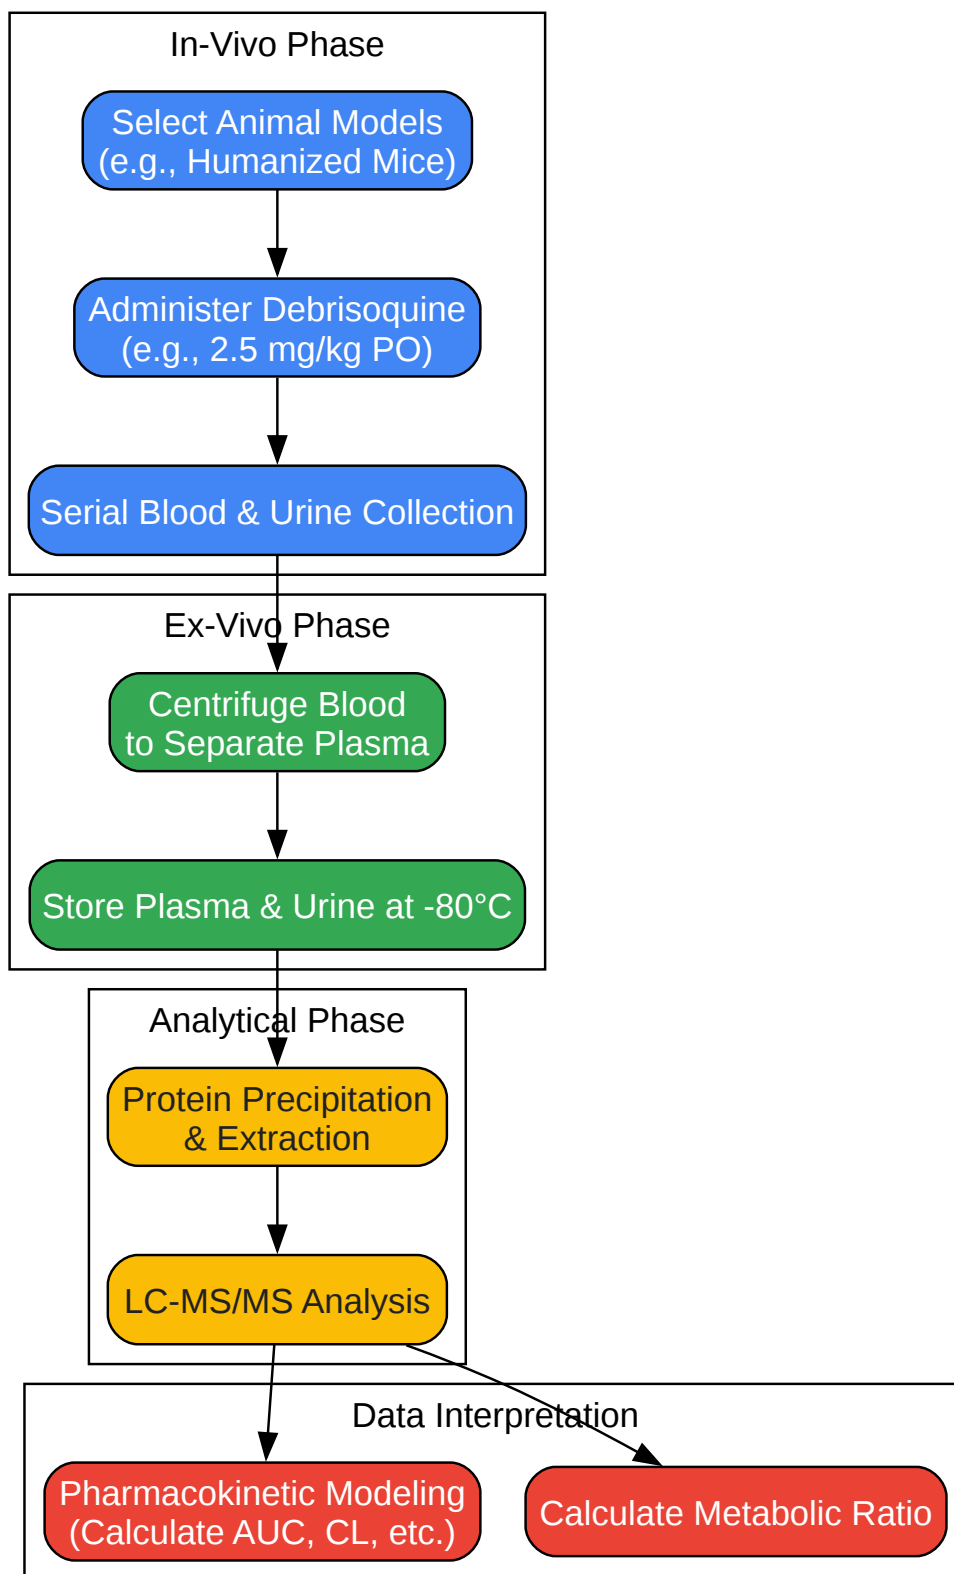 In-Vivo Phase
Select Animal Models
(e.g., Humanized Mice)
Administer Debrisoquine
(e.g., 2.5 mg/kg PO)
Serial Blood & Urine Collection
Ex-Vivo Phase
Centrifuge Blood
to Separate Plasma
Store Plasma & Urine at -80°C
Analytical Phase
Protein Precipitation
& Extraction
LC-MS/MS Analysis
Data Interpretation
Pharmacokinetic Modeling
(Calculate AUC, CL, etc.)
Calculate Metabolic Ratio